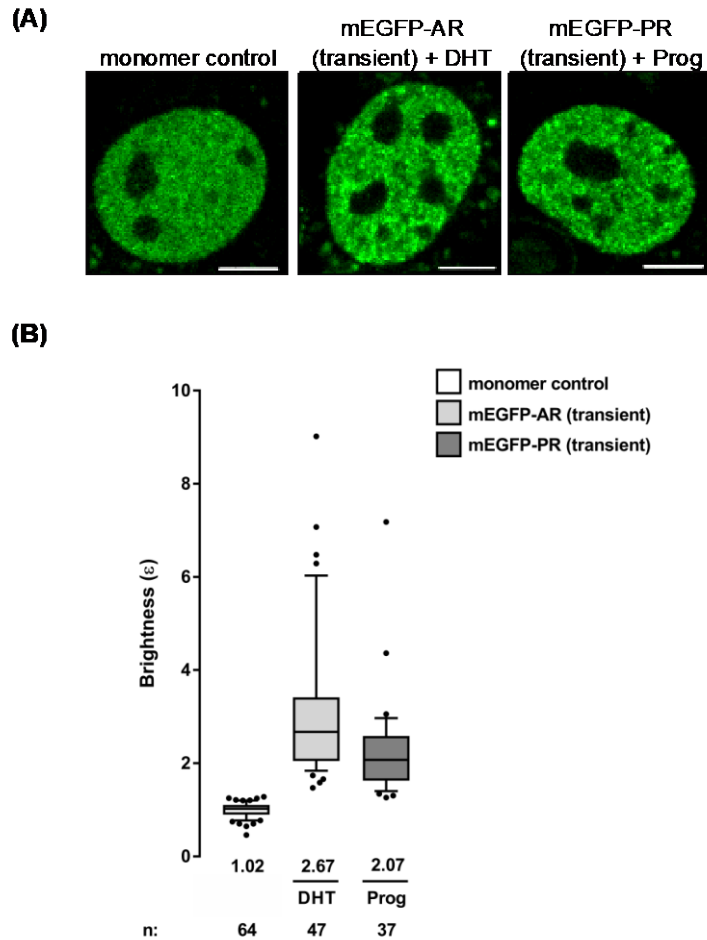 (A)
monomer control
mEGFP-AR
(transient) + DHT
mEGFP-PR
(transient) + Prog
(B)
monomer control
mEGFP-AR (transient)
mEGFP-PR (transient)
Brightness (ε)
10
8
6
4
2
0
1.02 2.67 2.07
DHT Prog
n: 64 47 37